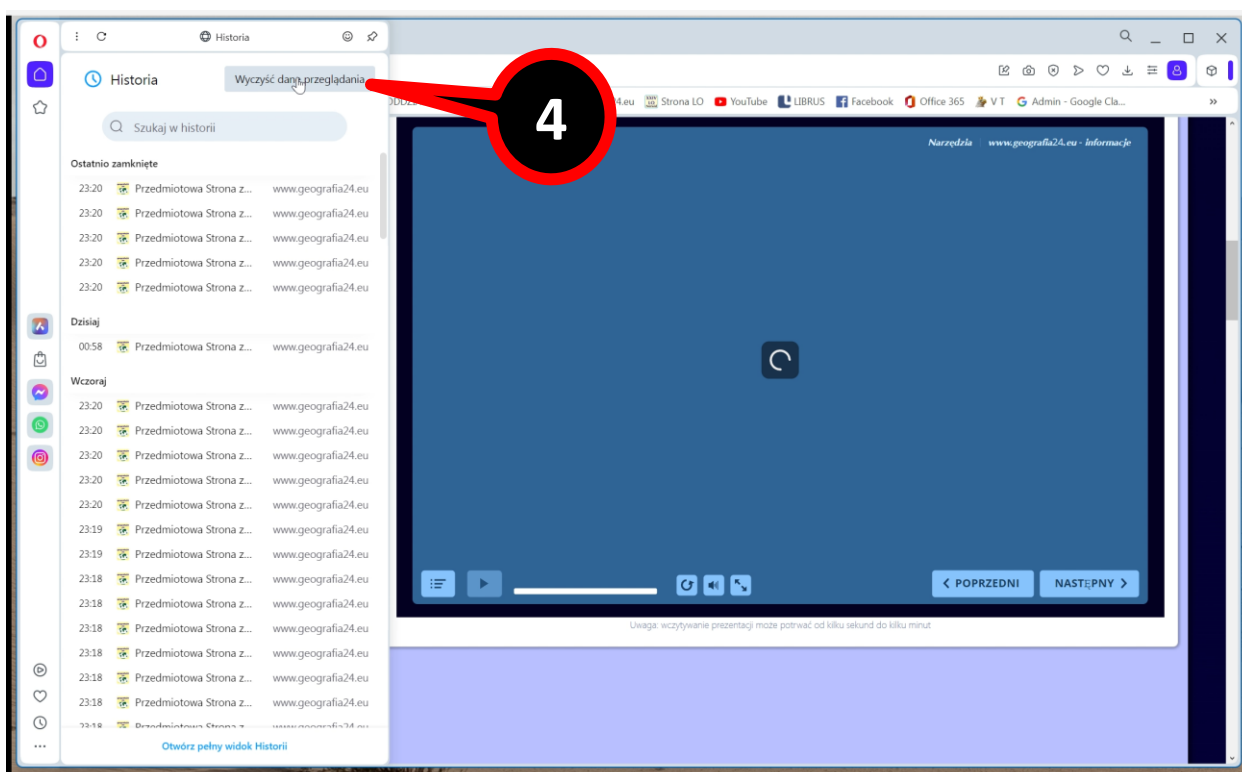 Historia
Historia
Wyczyść dane przeglądania
4
4.eu
Strona LO
YouTube
LIBRUS
Facebook
Office 365
V T
Admin - Google Cla...
Szukaj w historii
Narzędzia
www.geografia24.eu - informacje
Ostatnio zamknięte
23:20 Przedmiotowa Strona z... www.geografia24.eu
23:20 Przedmiotowa Strona z... www.geografia24.eu
23:20 Przedmiotowa Strona z... www.geografia24.eu
23:20 Przedmiotowa Strona z... www.geografia24.eu
23:20 Przedmiotowa Strona z... www.geografia24.eu
Dzisiaj
00:58 Przedmiotowa Strona z... www.geografia24.eu
Wczoraj
23:20 Przedmiotowa Strona z... www.geografia24.eu
23:20 Przedmiotowa Strona z... www.geografia24.eu
23:20 Przedmiotowa Strona z... www.geografia24.eu
23:20 Przedmiotowa Strona z... www.geografia24.eu
23:20 Przedmiotowa Strona z... www.geografia24.eu
23:19 Przedmiotowa Strona z... www.geografia24.eu
23:19 Przedmiotowa Strona z... www.geografia24.eu
23:18 Przedmiotowa Strona z... www.geografia24.eu
23:18 Przedmiotowa Strona z... www.geografia24.eu
23:18 Przedmiotowa Strona z... www.geografia24.eu
23:18 Przedmiotowa Strona z... www.geografia24.eu
23:18 Przedmiotowa Strona z... www.geografia24.eu
23:18 Przedmiotowa Strona z... www.geografia24.eu
23:18 Przedmiotowa Strona z... www.geografia24.eu
POPRZEDNI
NASTĘPNY
Uwaga: wczytywanie prezentacji może potrwać od kilku sekund do kilku minut
Otwórz pełny widok Historii